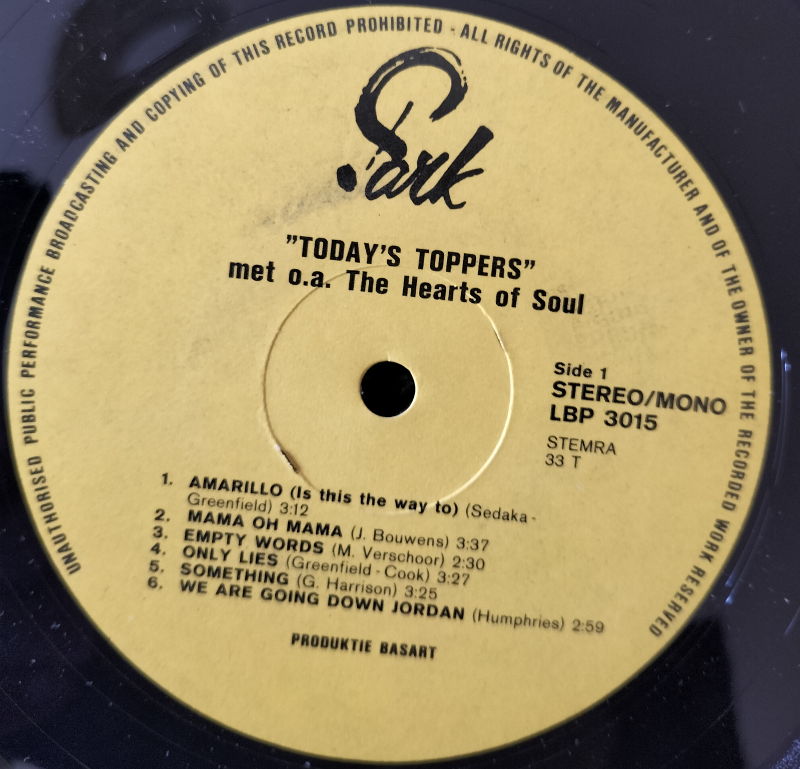 UNAUTHORISED PUBLIC PERFORMANCE BROADCASTING AND COPYING OF THIS RECORD PROHIBITED - ALL RIGHTS OF THE MANUFACTURER AND OF THE OWNER OF THE RECORDED WORK RESERVED
Park
"TODAY'S TOPPERS"
met o.a. The Hearts of Soul
Side 1
STEREO/MONO
LBP 3015
STEMRA
33 T
1. AMARILLO (Is this the way to) (Sedaka -
Greenfield) 3:12
2. MAMA OH MAMA (J. Bouwens) 3:37
3. EMPTY WORDS (M. Verschoor) 2:30
4. ONLY LIES (Greenfield - Cook) 3:27
5. SOMETHING (G. Harrison) 3:25
6. WE ARE GOING DOWN JORDAN (Humphries) 2:59
PRODUKTIE BASART